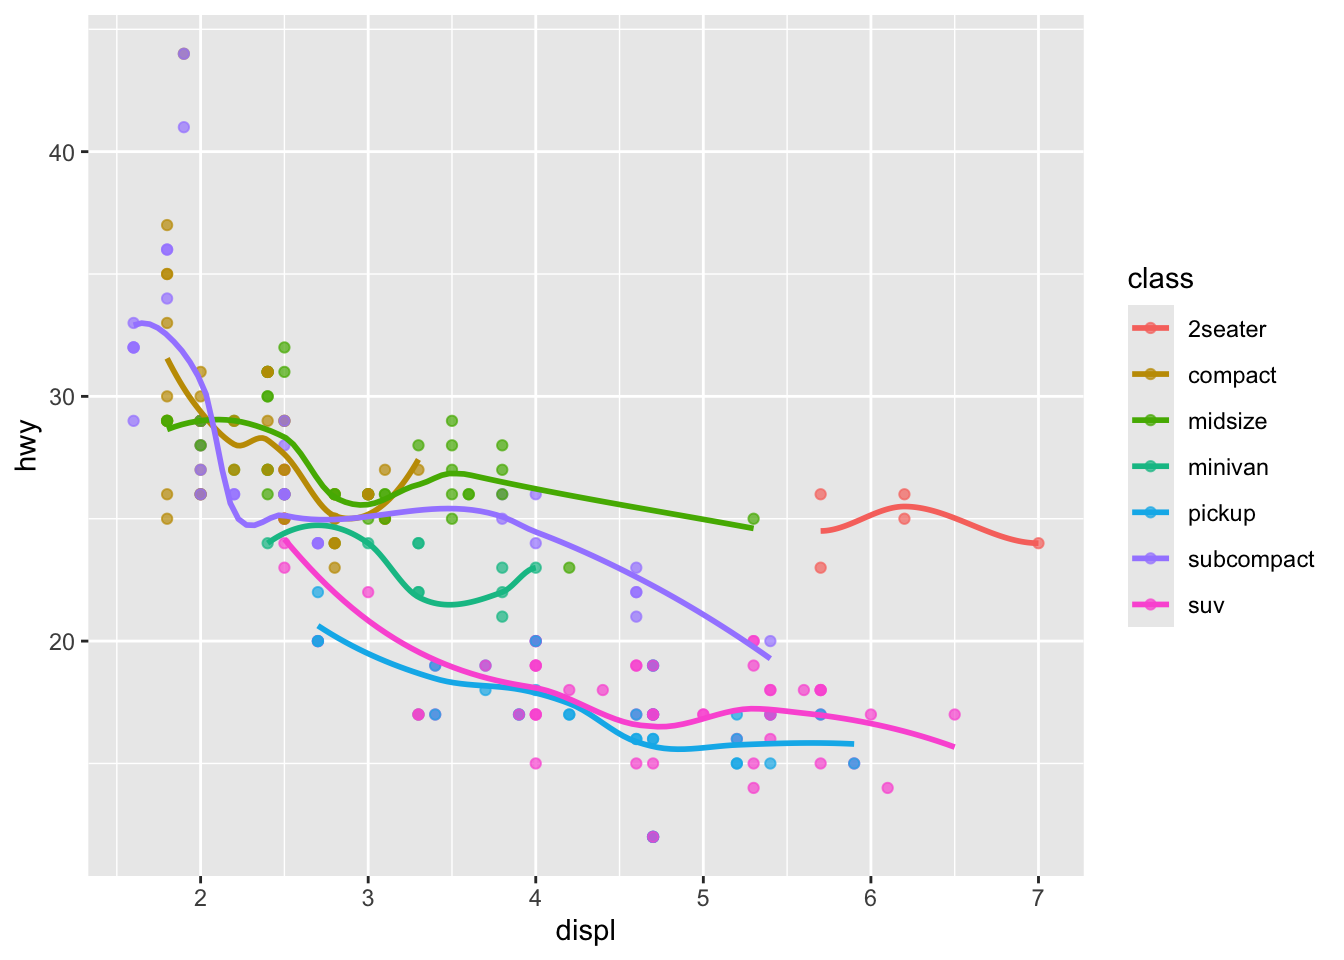 40
30
20
hwy
2
3
4
5
6
7
displ
class
2seater
compact
midsize
minivan
pickup
subcompact
suv